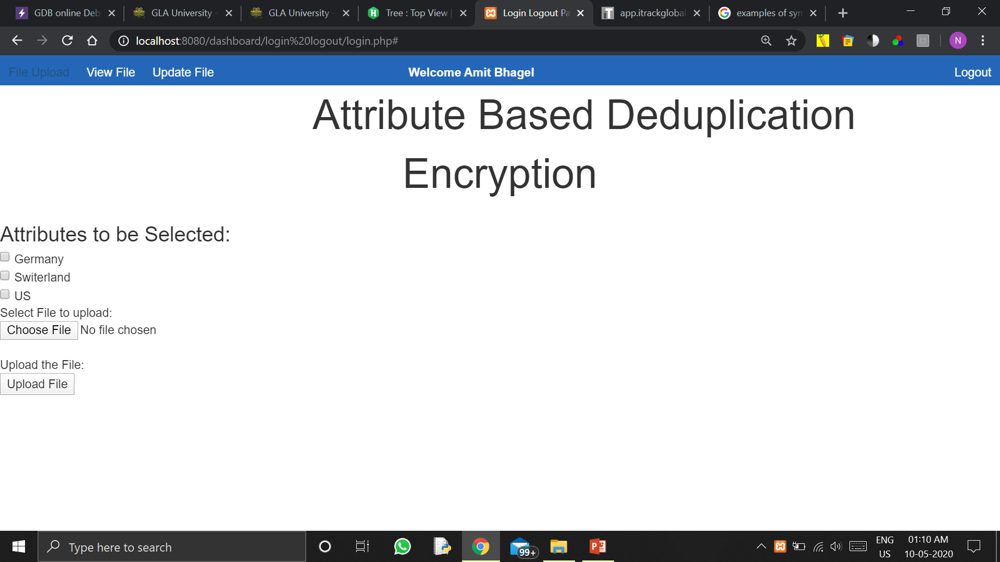 GDB online Deb
GLA University -
GLA University -
Tree : Top View |
Login Logout Pa
app.itrackglobal
examples of syn
localhost:8080/dashboard/login%20logout/login.php#
N
File Upload View File Update File Welcome Amit Bhagel Logout
Attribute Based Deduplication
Encryption
Attributes to be Selected:
Germany
Switerland
US
Select File to upload:
Choose File No file chosen
Upload the File:
Upload File
Type here to search
99+
ENG
US
01:10 AM
10-05-2020